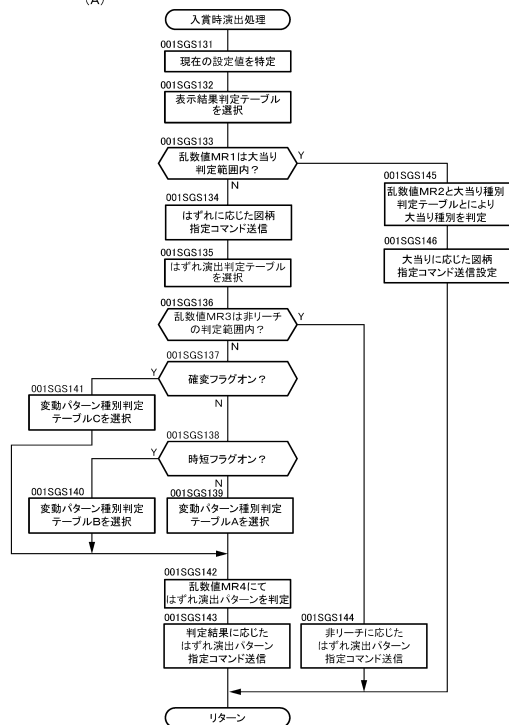 (A)
入賞時演出処理
001SGS131
現在の設定値を特定
001SGS132
表示結果判定テーブル
を選択
001SGS133
乱数値MR1は大当り
判定範囲内?
Y
N
001SGS134
はずれに応じた図柄
指定コマンド送信
001SGS145
乱数値MR2と大当り種別
判定テーブルとにより
大当り種別を判定
001SGS146
大当りに応じた図柄
指定コマンド送信設定
001SGS135
はずれ演出判定テーブル
を選択
001SGS136
乱数値MR3は非リーチ
の判定範囲内?
Y
N
001SGS137
確変フラグオン?
Y
N
001SGS141
変動パターン種別判定
テーブルCを選択
001SGS138
時短フラグオン?
Y
N
001SGS140
変動パターン種別判定
テーブルBを選択
001SGS139
変動パターン種別判定
テーブルAを選択
001SGS142
乱数値MR4にて
はずれ演出パターンを判定
001SGS143
判定結果に応じた
はずれ演出パターン
指定コマンド送信
001SGS144
非リーチに応じた
はずれ演出パターン
指定コマンド送信
リターン